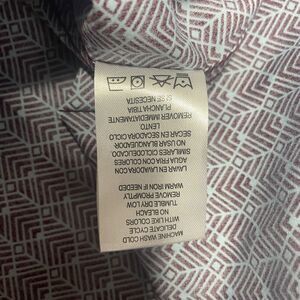 MACHINE WASH COLD
DELICATE CYCLE
WITH LIKE COLORS
NO BLEACH
TUMBLE DRY LOW
REMOVE PROMPTLY
WARM IRON IF NEEDED
LAVAR EN LAVADORA CON
AGUA FRIA CON COLORES
SIMILARES CICLO DELICADO
NO USAR BLANQUEADOR
SECAR EN SECADORA CICLO
LENTO
REMOVER IMMEDIATAMENTE
PLANCHA TIBIA
SI SE NECESITA